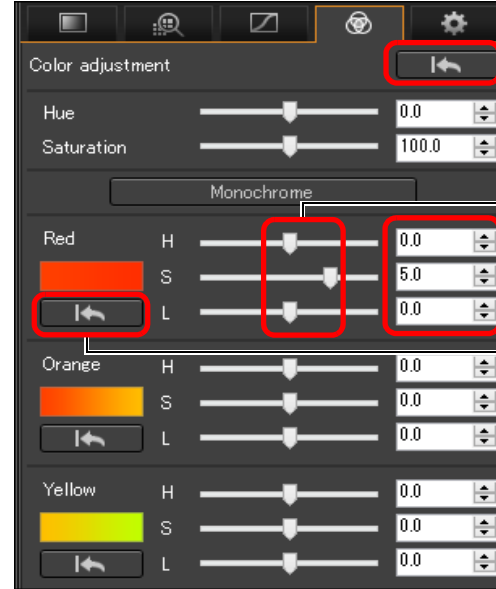 Color adjustment
Hue 0.0
Saturation 100.0
Monochrome
Red H 0.0
S 5.0
L 0.0
Orange H 0.0
S 0.0
L 0.0
Yellow H 0.0
S 0.0
L 0.0